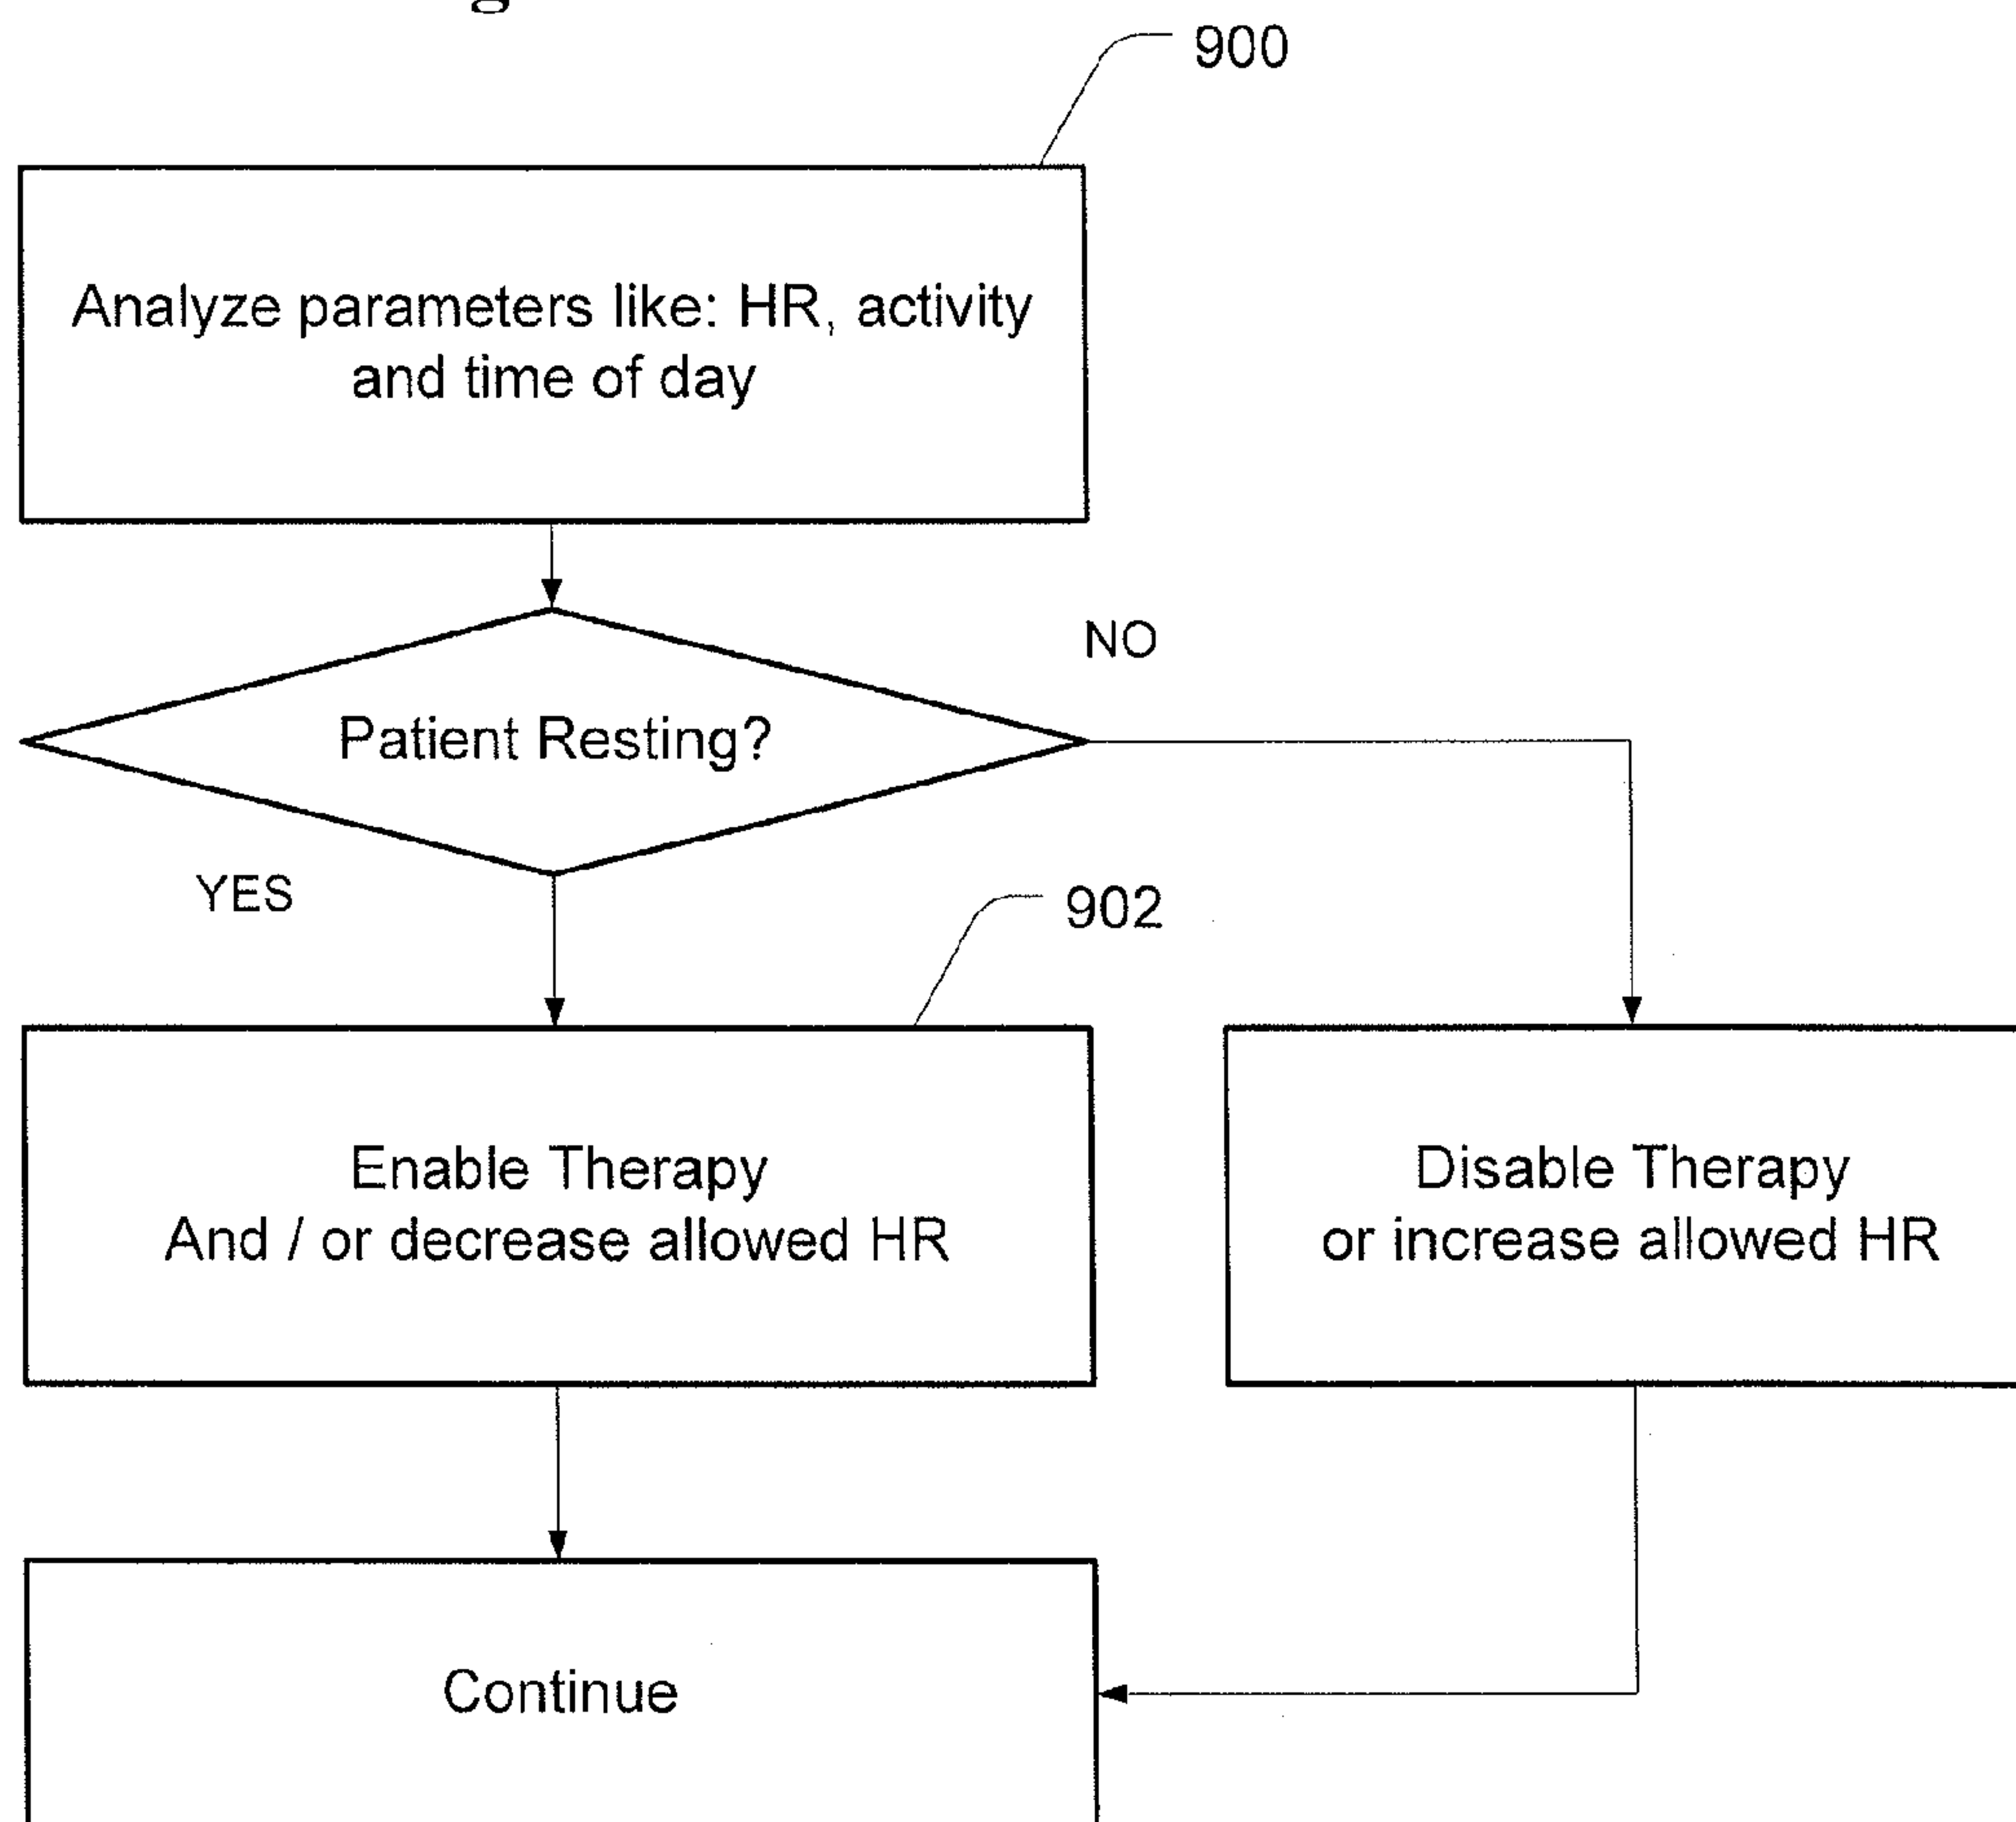 900
Analyze parameters like: HR, activity
and time of day
NO
Patient Resting?
YES
902
Enable Therapy
And / or decrease allowed HR
Disable Therapy
or increase allowed HR
Continue